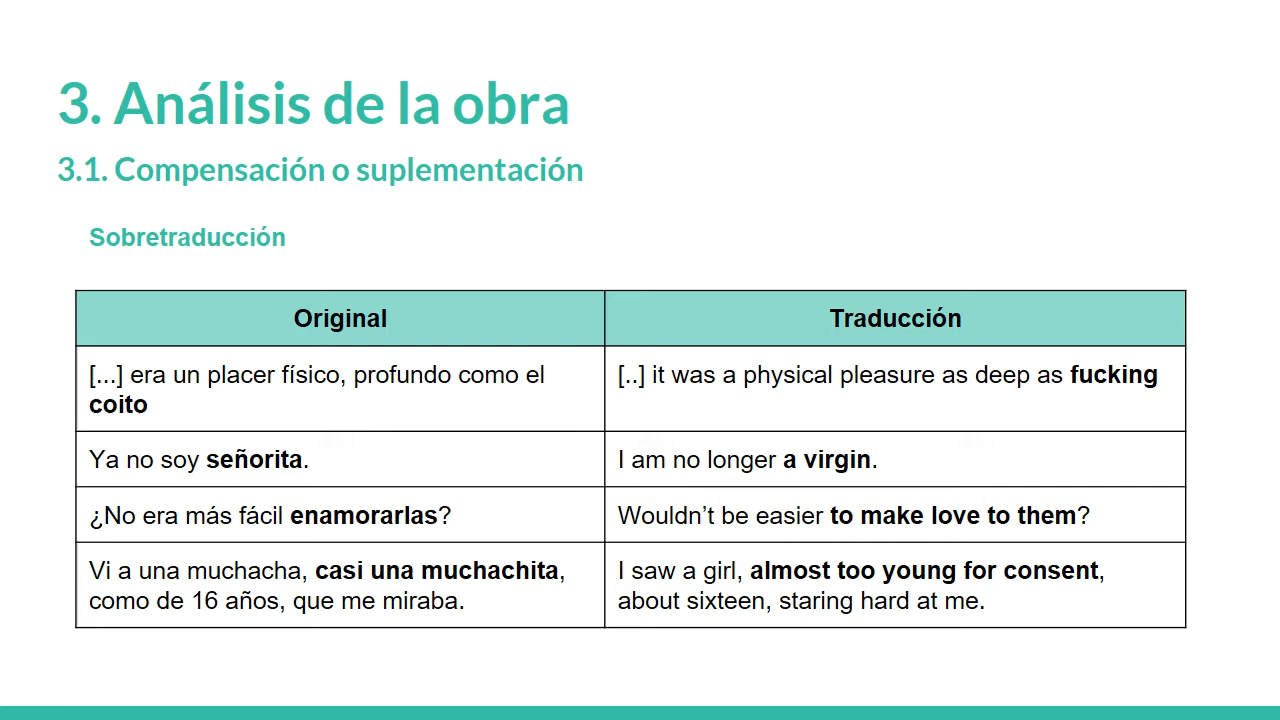 3. Análisis de la obra
3.1. Compensación o suplementación
Sobretraducción
Original
Traducción
[...] era un placer físico, profundo como el
coito
[..] it was a physical pleasure as deep as fucking
Ya no soy señorita.
I am no longer a virgin.
¿No era más fácil enamorarlas?
Wouldn’t be easier to make love to them?
Vi a una muchacha, casi una muchachita,
como de 16 años, que me miraba.
I saw a girl, almost too young for consent,
about sixteen, staring hard at me.